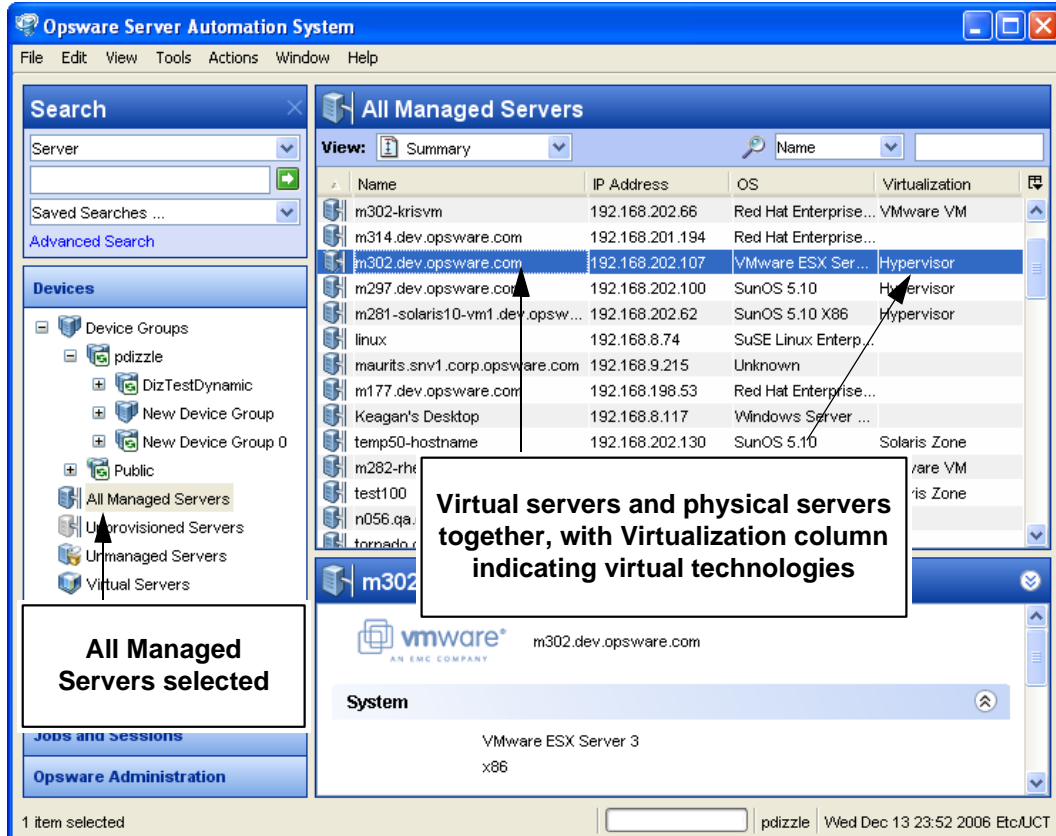 Opsware Server Automation System
File Edit View Tools Actions Window Help
Search
Server
Saved Searches ...
Advanced Search
Devices
Device Groups
pdizzle
DizTestDynamic
New Device Group
New Device Group 0
Public
All Managed Servers
Unprovisioned Servers
Unmanaged Servers
Virtual Servers
All Managed
Servers selected
Jobs and Sessions
Opsware Administration
All Managed Servers
View: Summary Name
Name IP Address OS Virtualization
m302-krisvm 192.168.202.66 Red Hat Enterprise... VMware VM
m314.dev.opsware.com 192.168.201.194 Red Hat Enterprise...
m302.dev.opsware.com 192.168.202.107 VMware ESX Ser... Hypervisor
m297.dev.opsware.com 192.168.202.100 SunOS 5.10 Hypervisor
m281-solaris10-vm1.dev.opsw... 192.168.202.62 SunOS 5.10 X86 Hypervisor
linux 192.168.8.74 SuSE Linux Enterp...
maurits.snv1.corp.opsware.com 192.168.9.215 Unknown
m177.dev.opsware.com 192.168.198.53 Red Hat Enterprise...
Keagan's Desktop 192.168.8.117 Windows Server ...
temp50-hostname 192.168.202.130 SunOS 5.10 Solaris Zone
m282-rhe vare VM
test100 ris Zone
n056.qa.
tornado.
Virtual servers and physical servers
together, with Virtualization column
indicating virtual technologies
m302
vmware®
AN EMC COMPANY
m302.dev.opsware.com
System
VMware ESX Server 3
x86
1 item selected pdizzle Wed Dec 13 23:52 2006 Etc/UCT